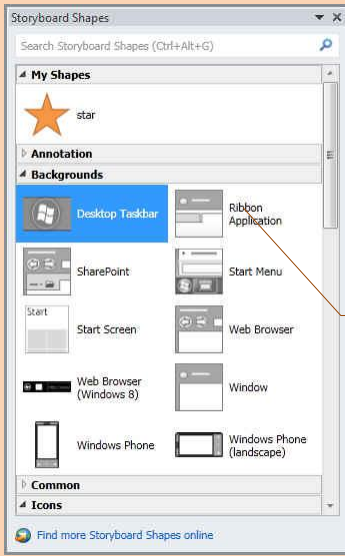 Storyboard Shapes
Search Storyboard Shapes (Ctrl+Alt+G)
My Shapes
star
Annotation
Backgrounds
Desktop Taskbar
Ribbon
Application
SharePoint
Start Menu
Start
Start Screen
Web Browser
Web Browser
(Windows 8)
Window
Windows Phone
Windows Phone
(landscape)
Common
Icons
Find more Storyboard Shapes online